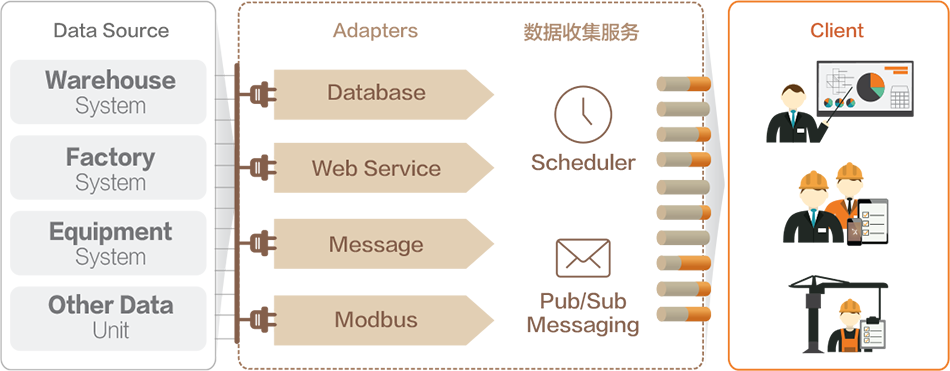 Data Source
Warehouse
System
Factory
System
Equipment
System
Other Data
Unit
Adapters
Database
Web Service
Message
Modbus
数据收集服务
Scheduler
Pub/Sub
Messaging
Client